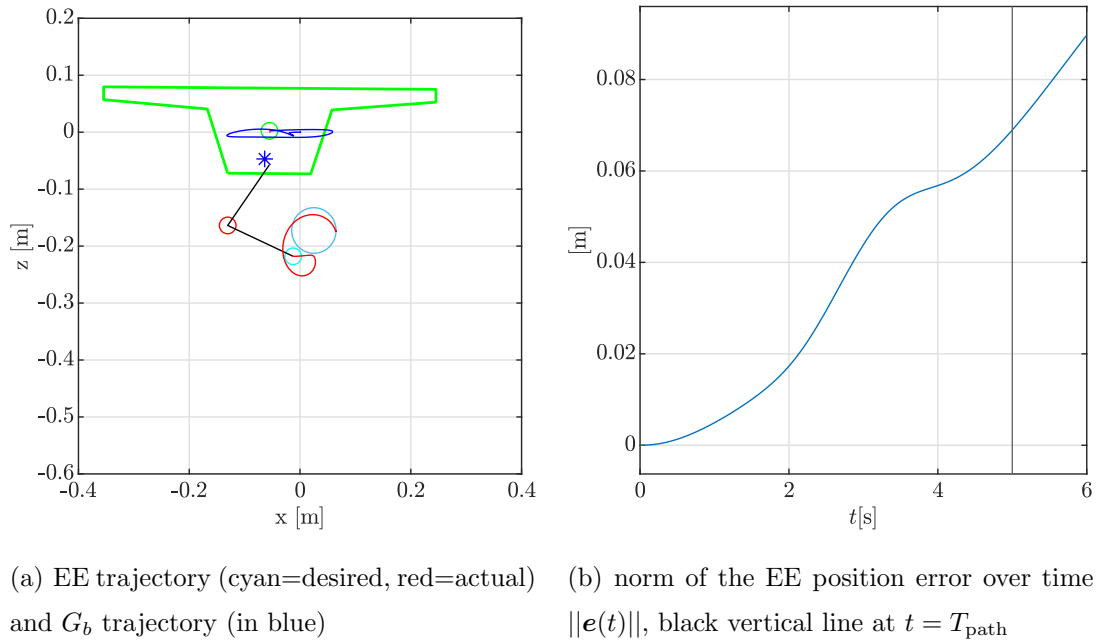 0.2
0.1
0
-0.1
-0.2
-0.3
-0.4
-0.5
-0.6
z [m]
-0.4
-0.2
0
0.2
0.4
x [m]
0.08
0.06
0.04
0.02
0
[m]
0
2
4
6
t[s]
(a) EE trajectory (cyan=desired, red=actual)
and G_b trajectory (in blue)
(b) norm of the EE position error over time
||e(t)||, black vertical line at t = T_path